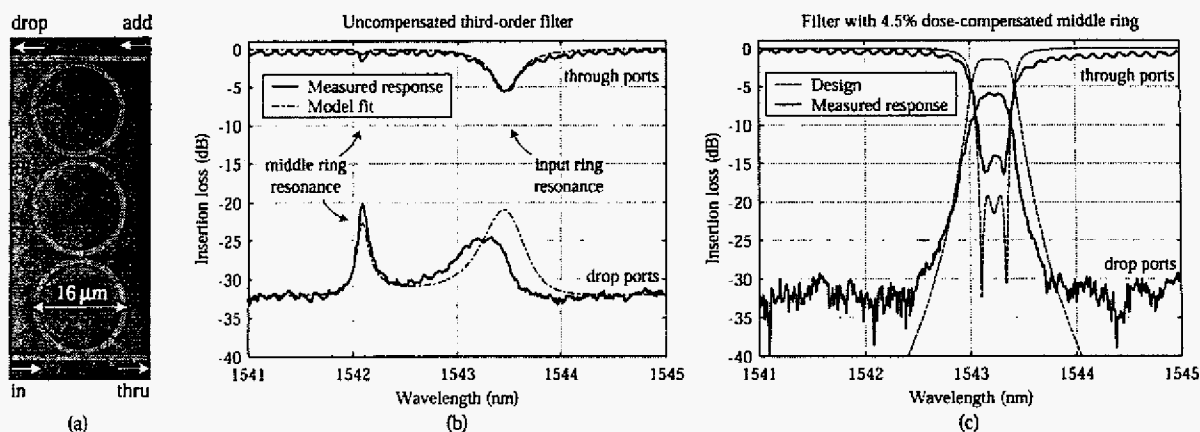 drop add
16 μm
in thru
(a)
Uncompensated third-order filter
0
-5
-10
-15
-20
-25
-30
-35
-40
Insertion loss (dB)
Measured response
Model fit
through ports
middle ring
resonance
input ring
resonance
drop ports
1541 1542 1543 1544 1545
Wavelength (nm)
(b)
Filter with 4.5% dose-compensated middle ring
0
-5
-10
-15
-20
-25
-30
-35
-40
Insertion loss (dB)
Design
Measured response
through ports
drop ports
1541 1542 1543 1544 1545
Wavelength (nm)
(c)